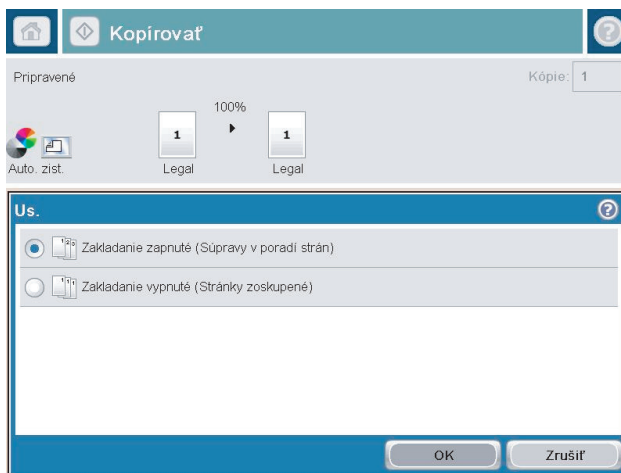 Kopírovať
Pripravené
Kópie: 1
100%
1 1
Auto. zist. Legal Legal
Us.
Zakladanie zapnuté (Súpravy v poradí strán)
Zakladanie vypnuté (Stránky zoskupené)
OK Zrušiť